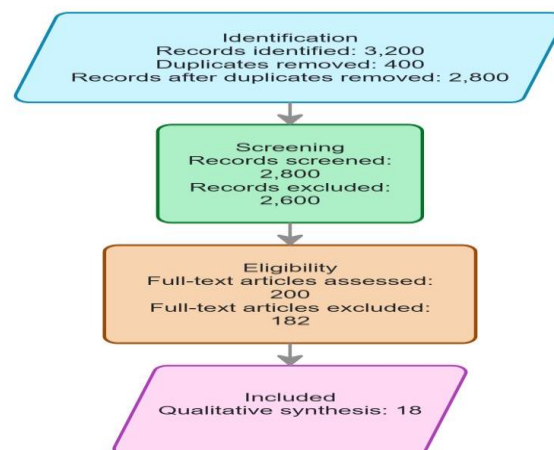 Identification
Records identified: 3,200
Duplicates removed: 400
Records after duplicates removed: 2,800
Screening
Records screened:
2,800
Records excluded:
2,600
Eligibility
Full-text articles assessed:
200
Full-text articles excluded:
182
Included
Qualitative synthesis: 18